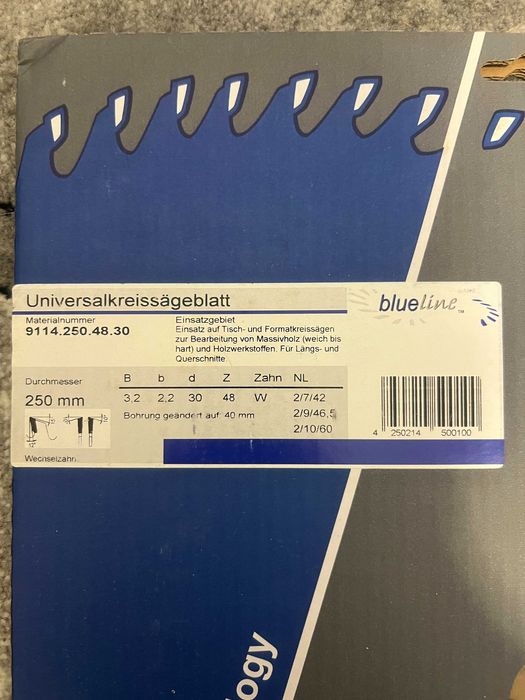 Universalkreissägeblatt
blueline™
Materialnummer
9114.250.48.30
Einsatzgebiet
Einsatz auf Tisch- und Formatkreissägen
zur Bearbeitung von Massivholz (weich bis
hart) und Holzwerkstoffen. Für Längs- und
Querschnitte.
Durchmesser
250 mm
B b d Z Zahn NL
3,2 2,2 30 48 W 2/7/42
Bohrung geändert auf: 40 mm 2/9/46,5
2/10/60
4 250214 500100
Wechselzahn
ogy